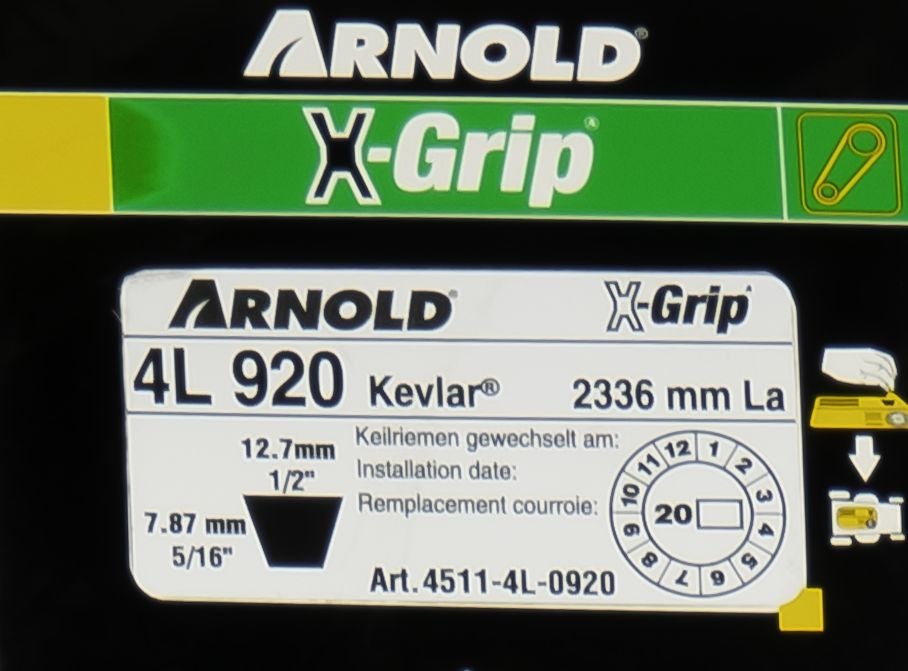 ARNOLD®
X-Grip®
ARNOLD® X-Grip
4L 920 Kevlar® 2336 mm La
12.7mm
1/2"
7.87 mm
5/16"
Keilriemen gewechselt am:
Installation date:
Remplacement courroie:
1 2 3 4 5 6 7 8 9 10 11 12
20
Art.4511-4L-0920